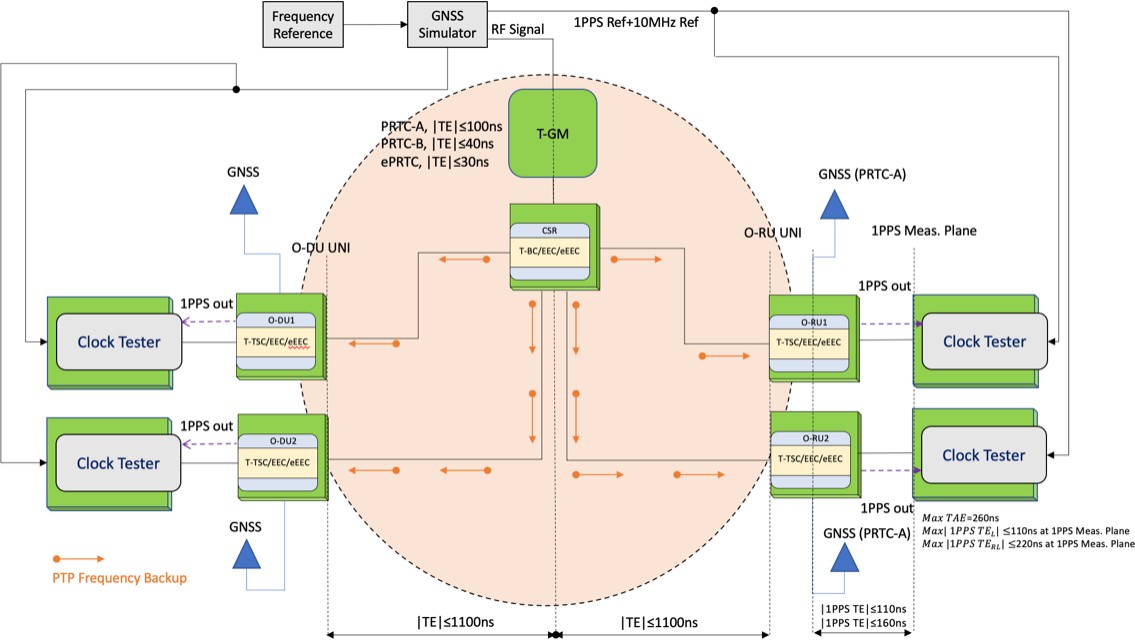 Frequency
Reference
GNSS
Simulator
RF Signal
1PPS Ref+10MHz Ref
PRTC-A, |TE|≤100ns
PRTC-B, |TE|≤40ns
ePRTC, |TE|≤30ns
T-GM
GNSS
GNSS (PRTC-A)
O-DU UNI
CSR
T-BC/EEC/eEEC
O-RU UNI
1PPS Meas. Plane
1PPS out
1PPS out
Clock Tester
O-DU1
T-TSC/EEC/eEEC
O-RU1
T-TSC/EEC/eEEC
Clock Tester
1PPS out
Clock Tester
O-DU2
T-TSC/EEC/eEEC
O-RU2
T-TSC/EEC/eEEC
Clock Tester
1PPS out
GNSS
GNSS (PRTC-A)
Max TAE=260ns
Max| 1PPS TE_L| ≤110ns at 1PPS Meas. Plane
Max |1PPS TE_RL| ≤220ns at 1PPS Meas. Plane
PTP Frequency Backup
|TE|≤1100ns
|TE|≤1100ns
|1PPS TE|≤110ns
|1PPS TE|≤160ns